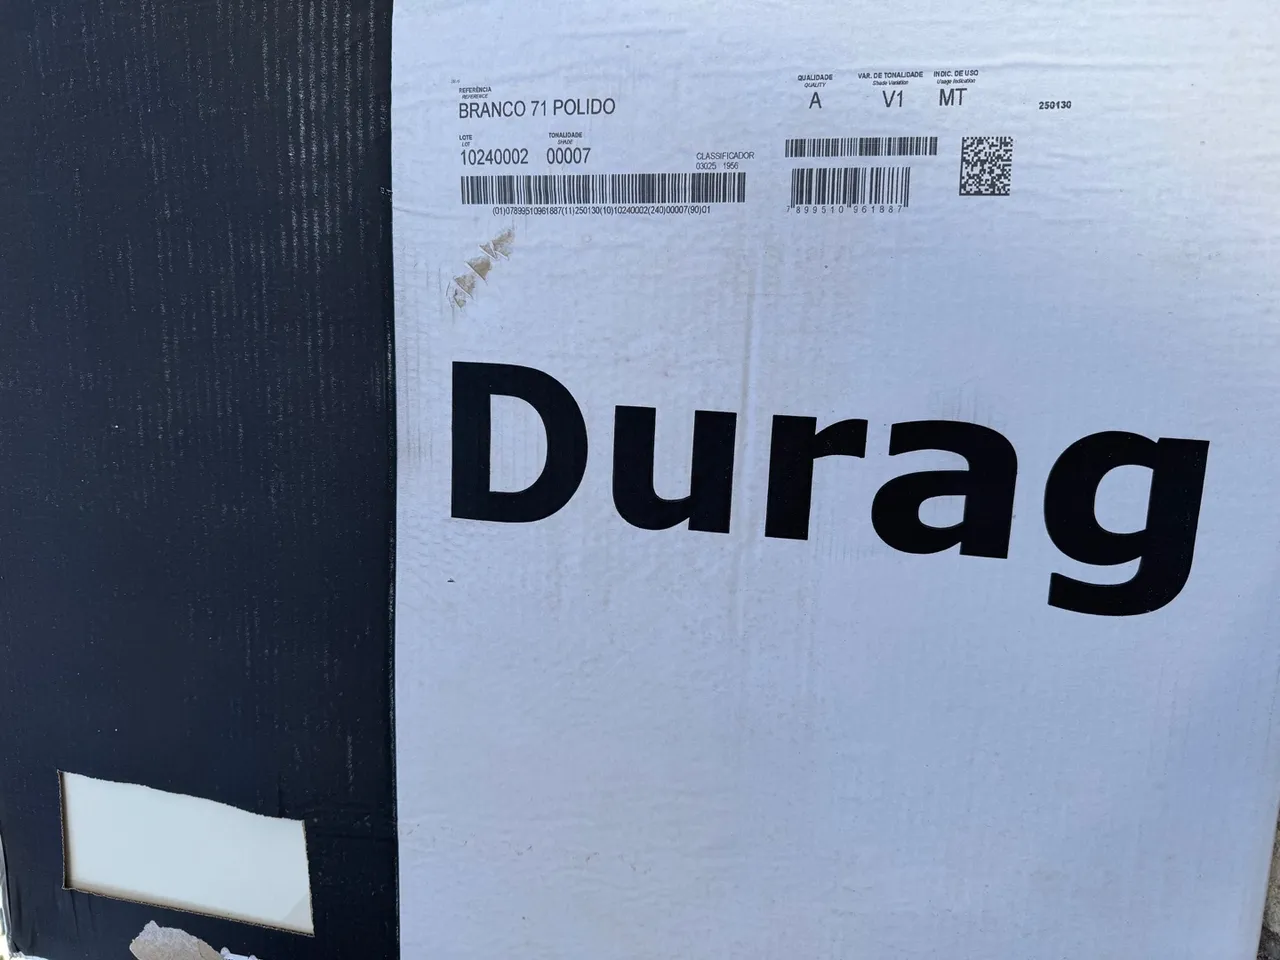 REFERÊNCIA
REFERENCE
BRANCO 71 POLIDO
QUALIDADE
QUALITY
A
VAR. DE TONALIDADE
Shade Variation
V1
INDIC. DE USO
Usage Indication
MT
250130
LOTE
LOT
10240002
TONALIDADE
SHADE
00007
CLASSIFICADOR
03025 1956
(01)07899510961887(11)250130(10)10240002(240)00007(90)01
7 899510 961887
Durag